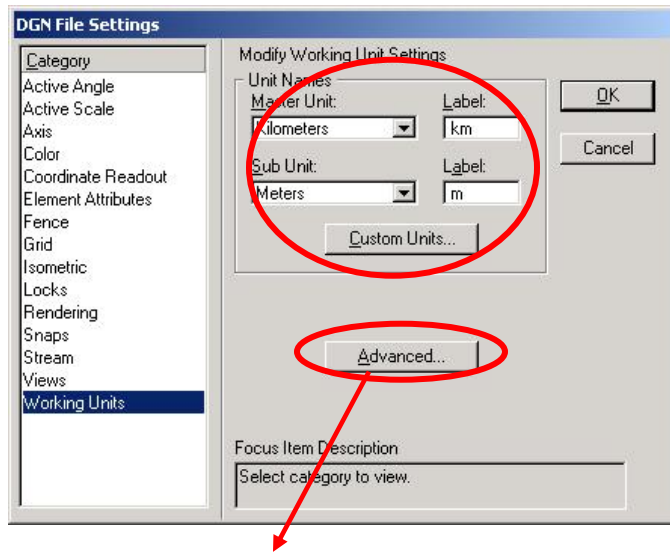 DGN File Settings
Category
Active Angle
Active Scale
Axis
Color
Coordinate Readout
Element Attributes
Fence
Grid
Isometric
Locks
Rendering
Snaps
Stream
Views
Working Units
Modify Working Unit Settings
Unit Names
Master Unit: Label:
Kilometers km
Sub Unit: Label:
Meters m
Custom Units...
Advanced...
Focus Item Description
Select category to view.
OK
Cancel